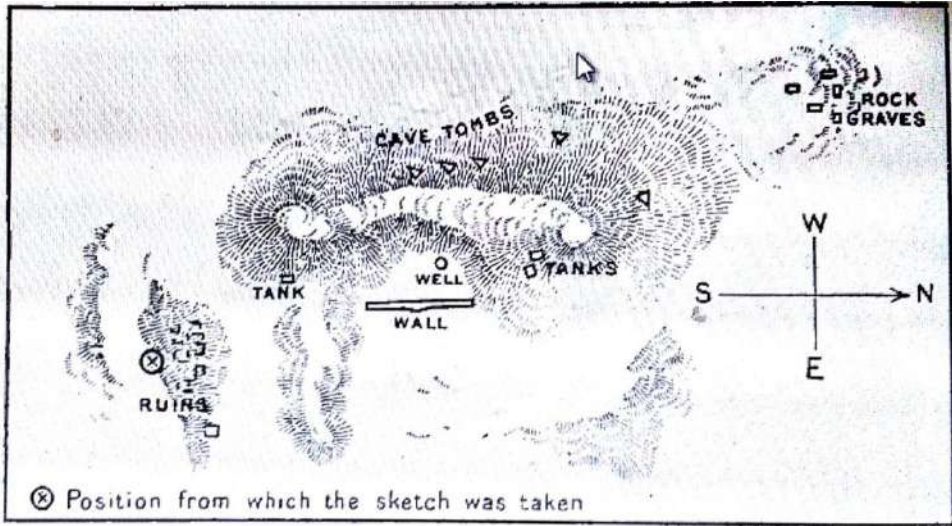 CAVE TOMBS
ROCK
GRAVES
W
S
N
E
TANK
WELL
TANKS
WALL
RUINS
⊗ Position from which the sketch was taken